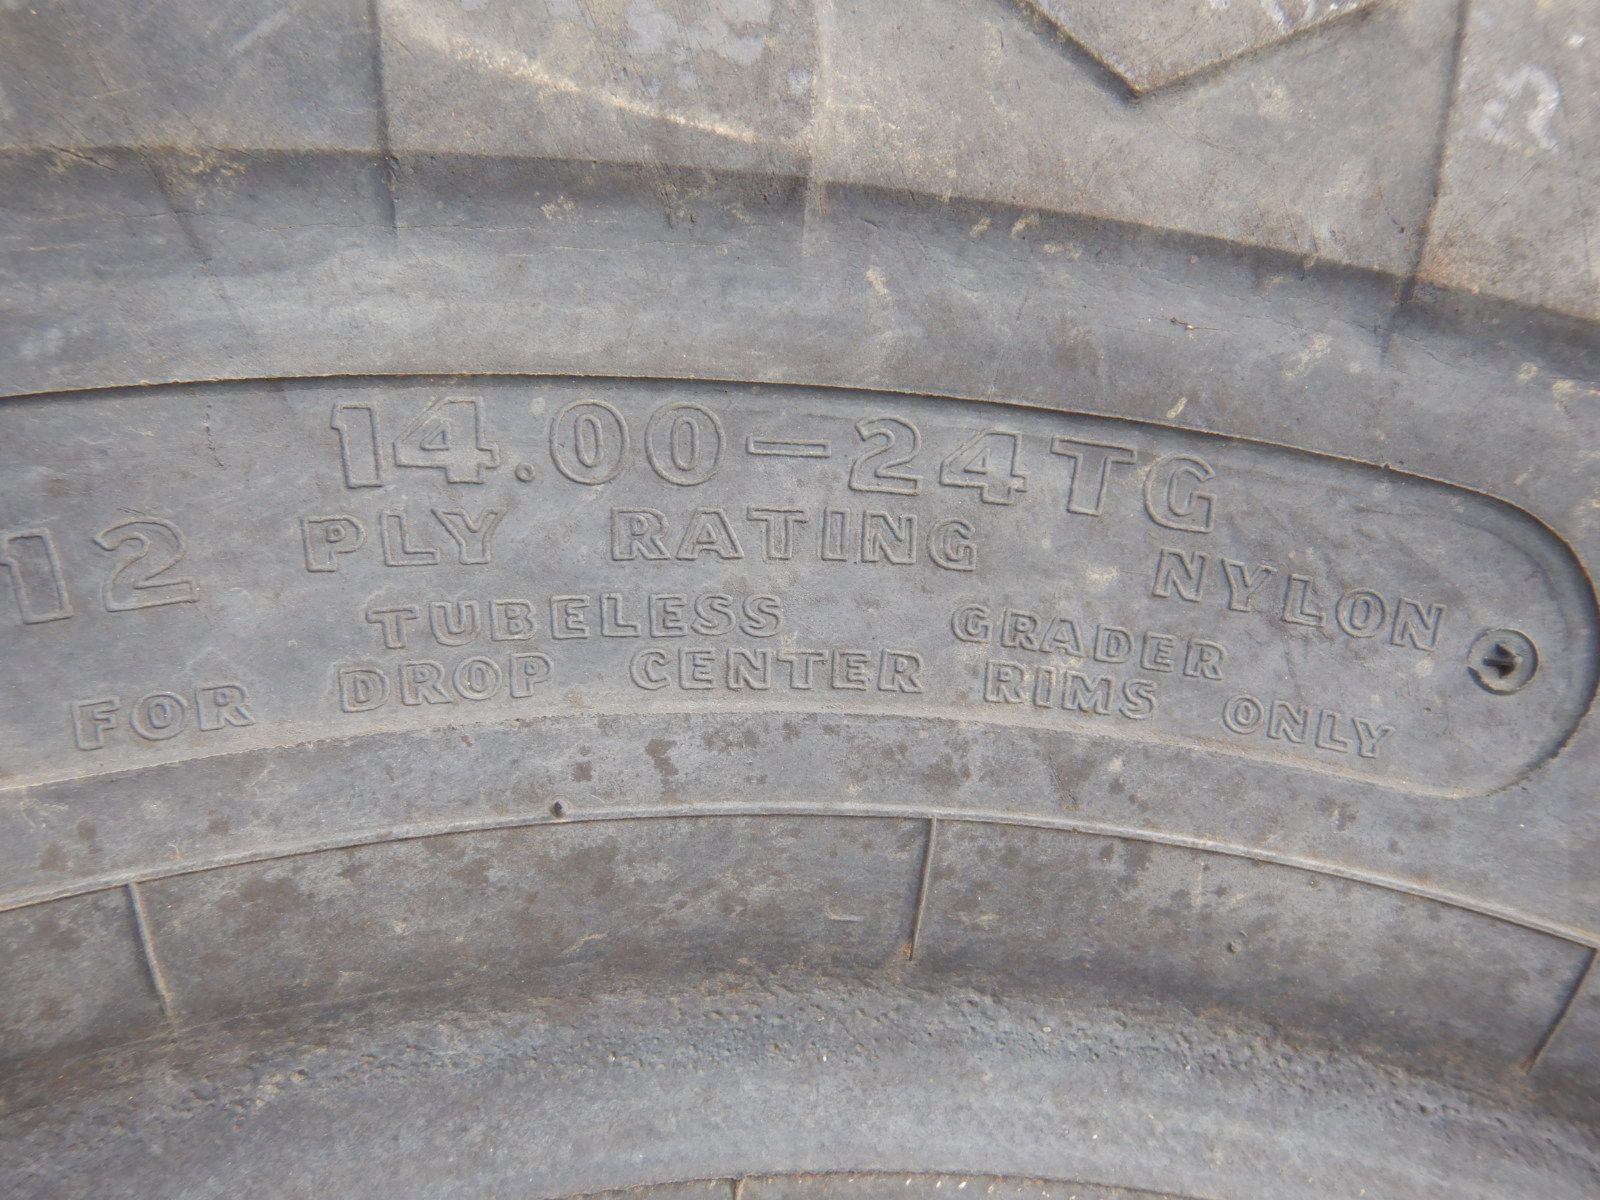 14.00-24TG
12 PLY RATING NYLON
TUBELESS GRADER
FOR DROP CENTER RIMS ONLY